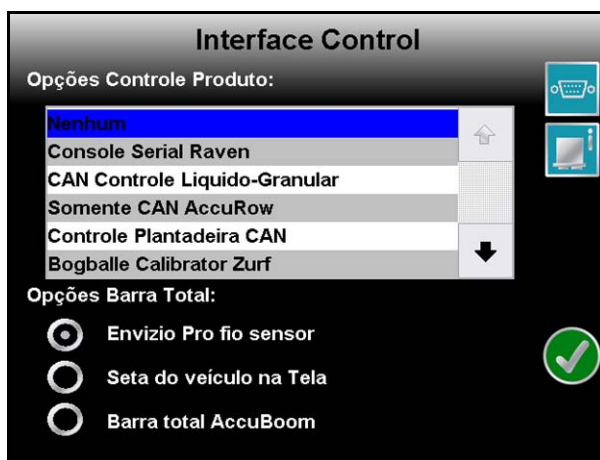 Interface Control
Opções Controle Produto:
Nenhum
Console Serial Raven
CAN Controle Liquido-Granular
Somente CAN AccuRow
Controle Plantadeira CAN
Bogballe Calibrator Zurf
Opções Barra Total:
Envizio Pro fio sensor
Seta do veículo na Tela
Barra total AccuBoom